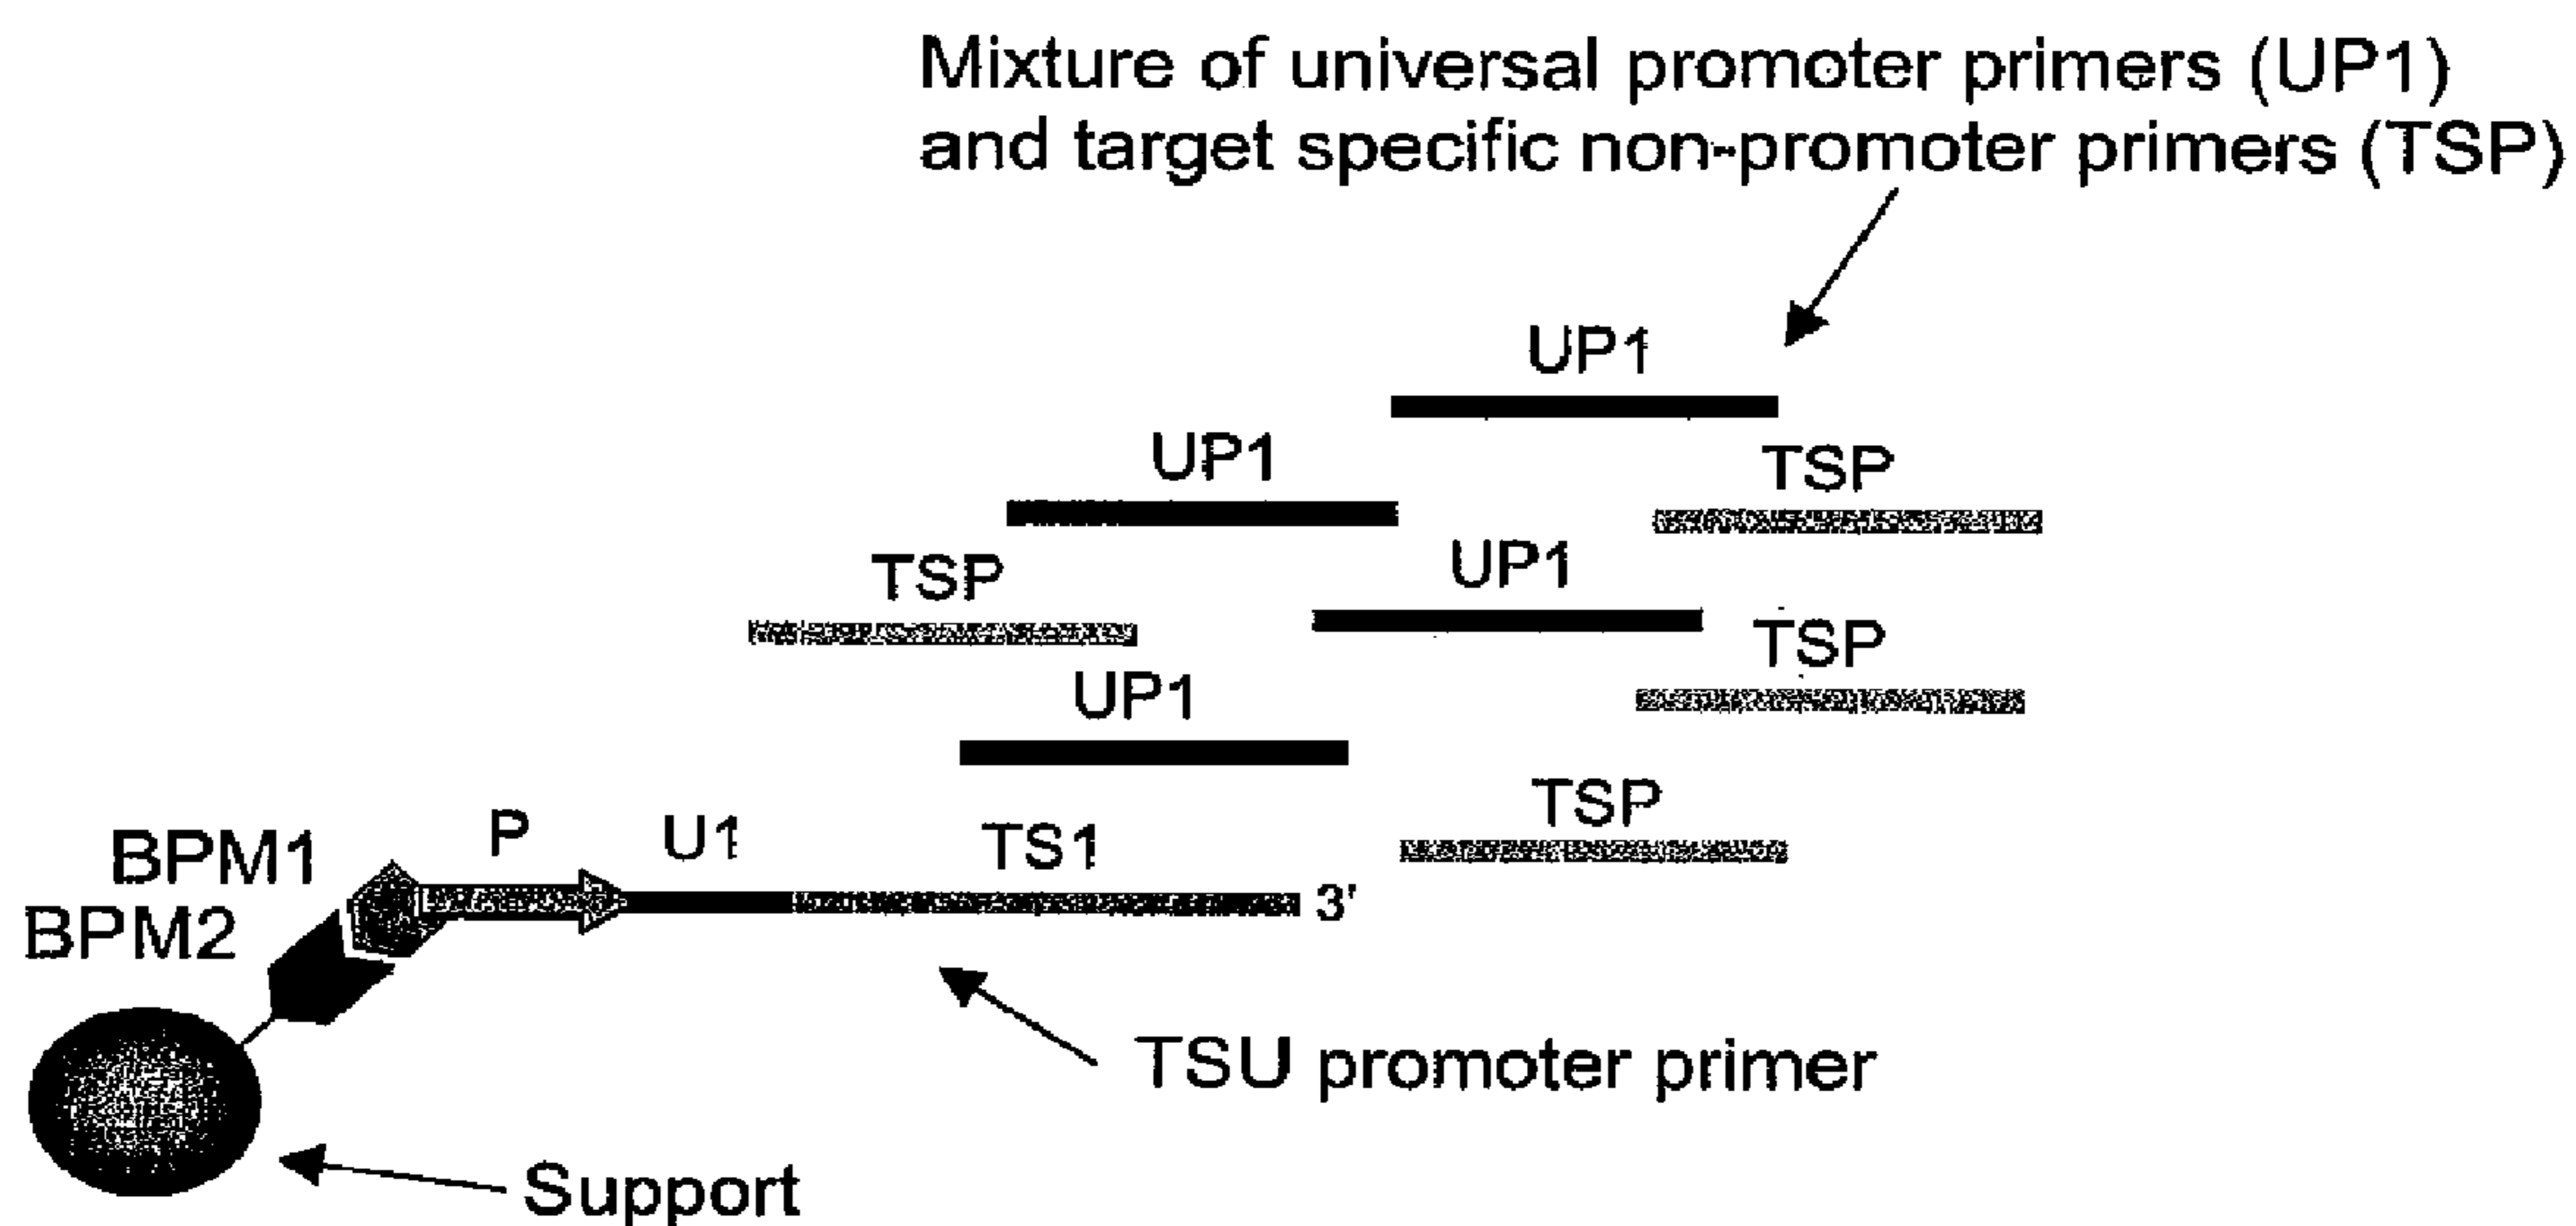 Mixture of universal promoter primers (UP1)
and target specific non-promoter primers (TSP)
UP1
UP1
TSP
TSP
UP1
TSP
UP1
TSP
BPM1
P
U1
TS1
BPM2
3'
TSU promoter primer
Support